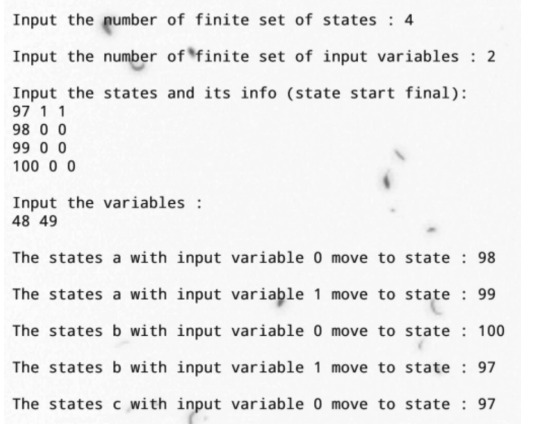 Input the number of finite set of states : 4
Input the number of finite set of input variables : 2
Input the states and its info (state start final):
97 1 1
98 0 0
99 0 0
100 0 0
Input the variables :
48 49
The states a with input variable 0 move to state : 98
The states a with input variable 1 move to state : 99
The states b with input variable 0 move to state : 100
The states b with input variable 1 move to state : 97
The states c with input variable 0 move to state : 97